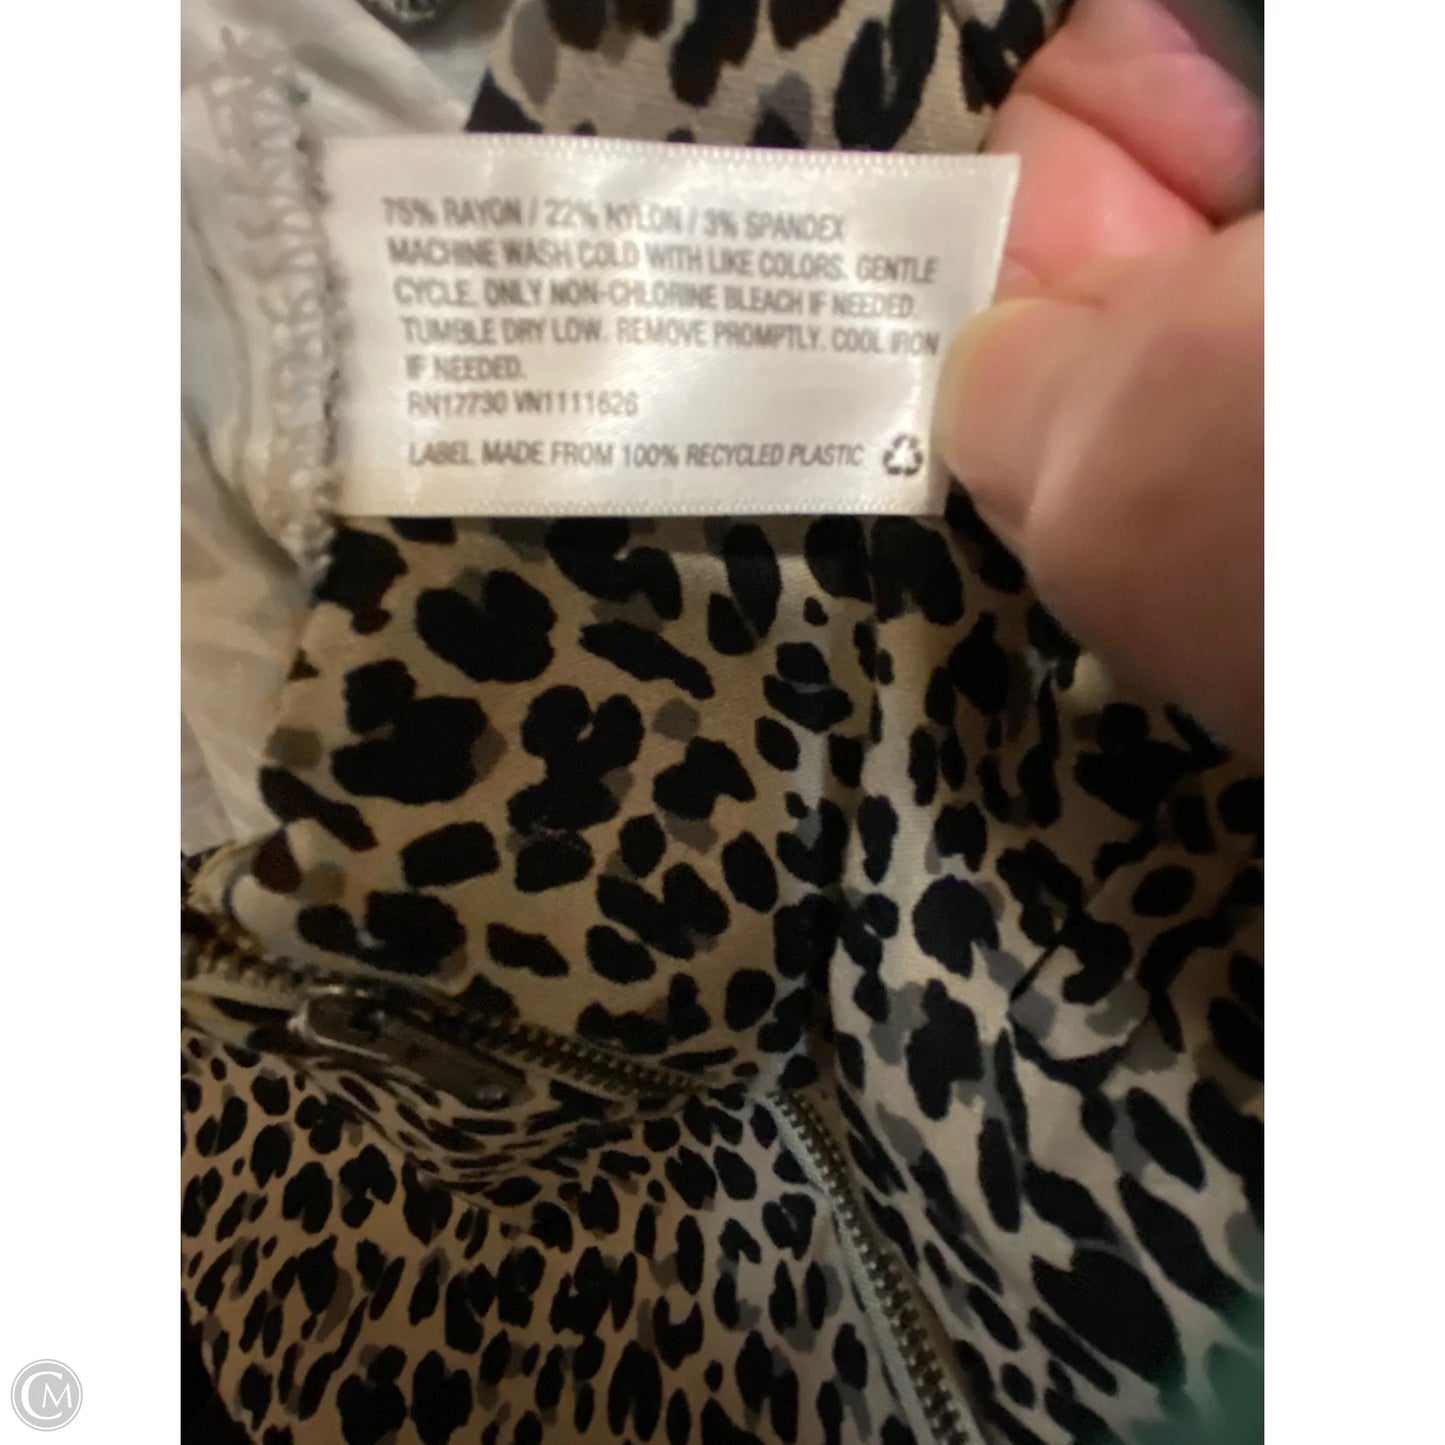 75% RAYON / 22% NYLON / 3% SPANDEX
MACHINE WASH COLD WITH LIKE COLORS. GENTLE
CYCLE. ONLY NON-CHLORINE BLEACH IF NEEDED.
TUMBLE DRY LOW. REMOVE PROMPTLY. COOL IRON
IF NEEDED.
RN17730 VN1111626
LABEL MADE FROM 100% RECYCLED PLASTIC
CM